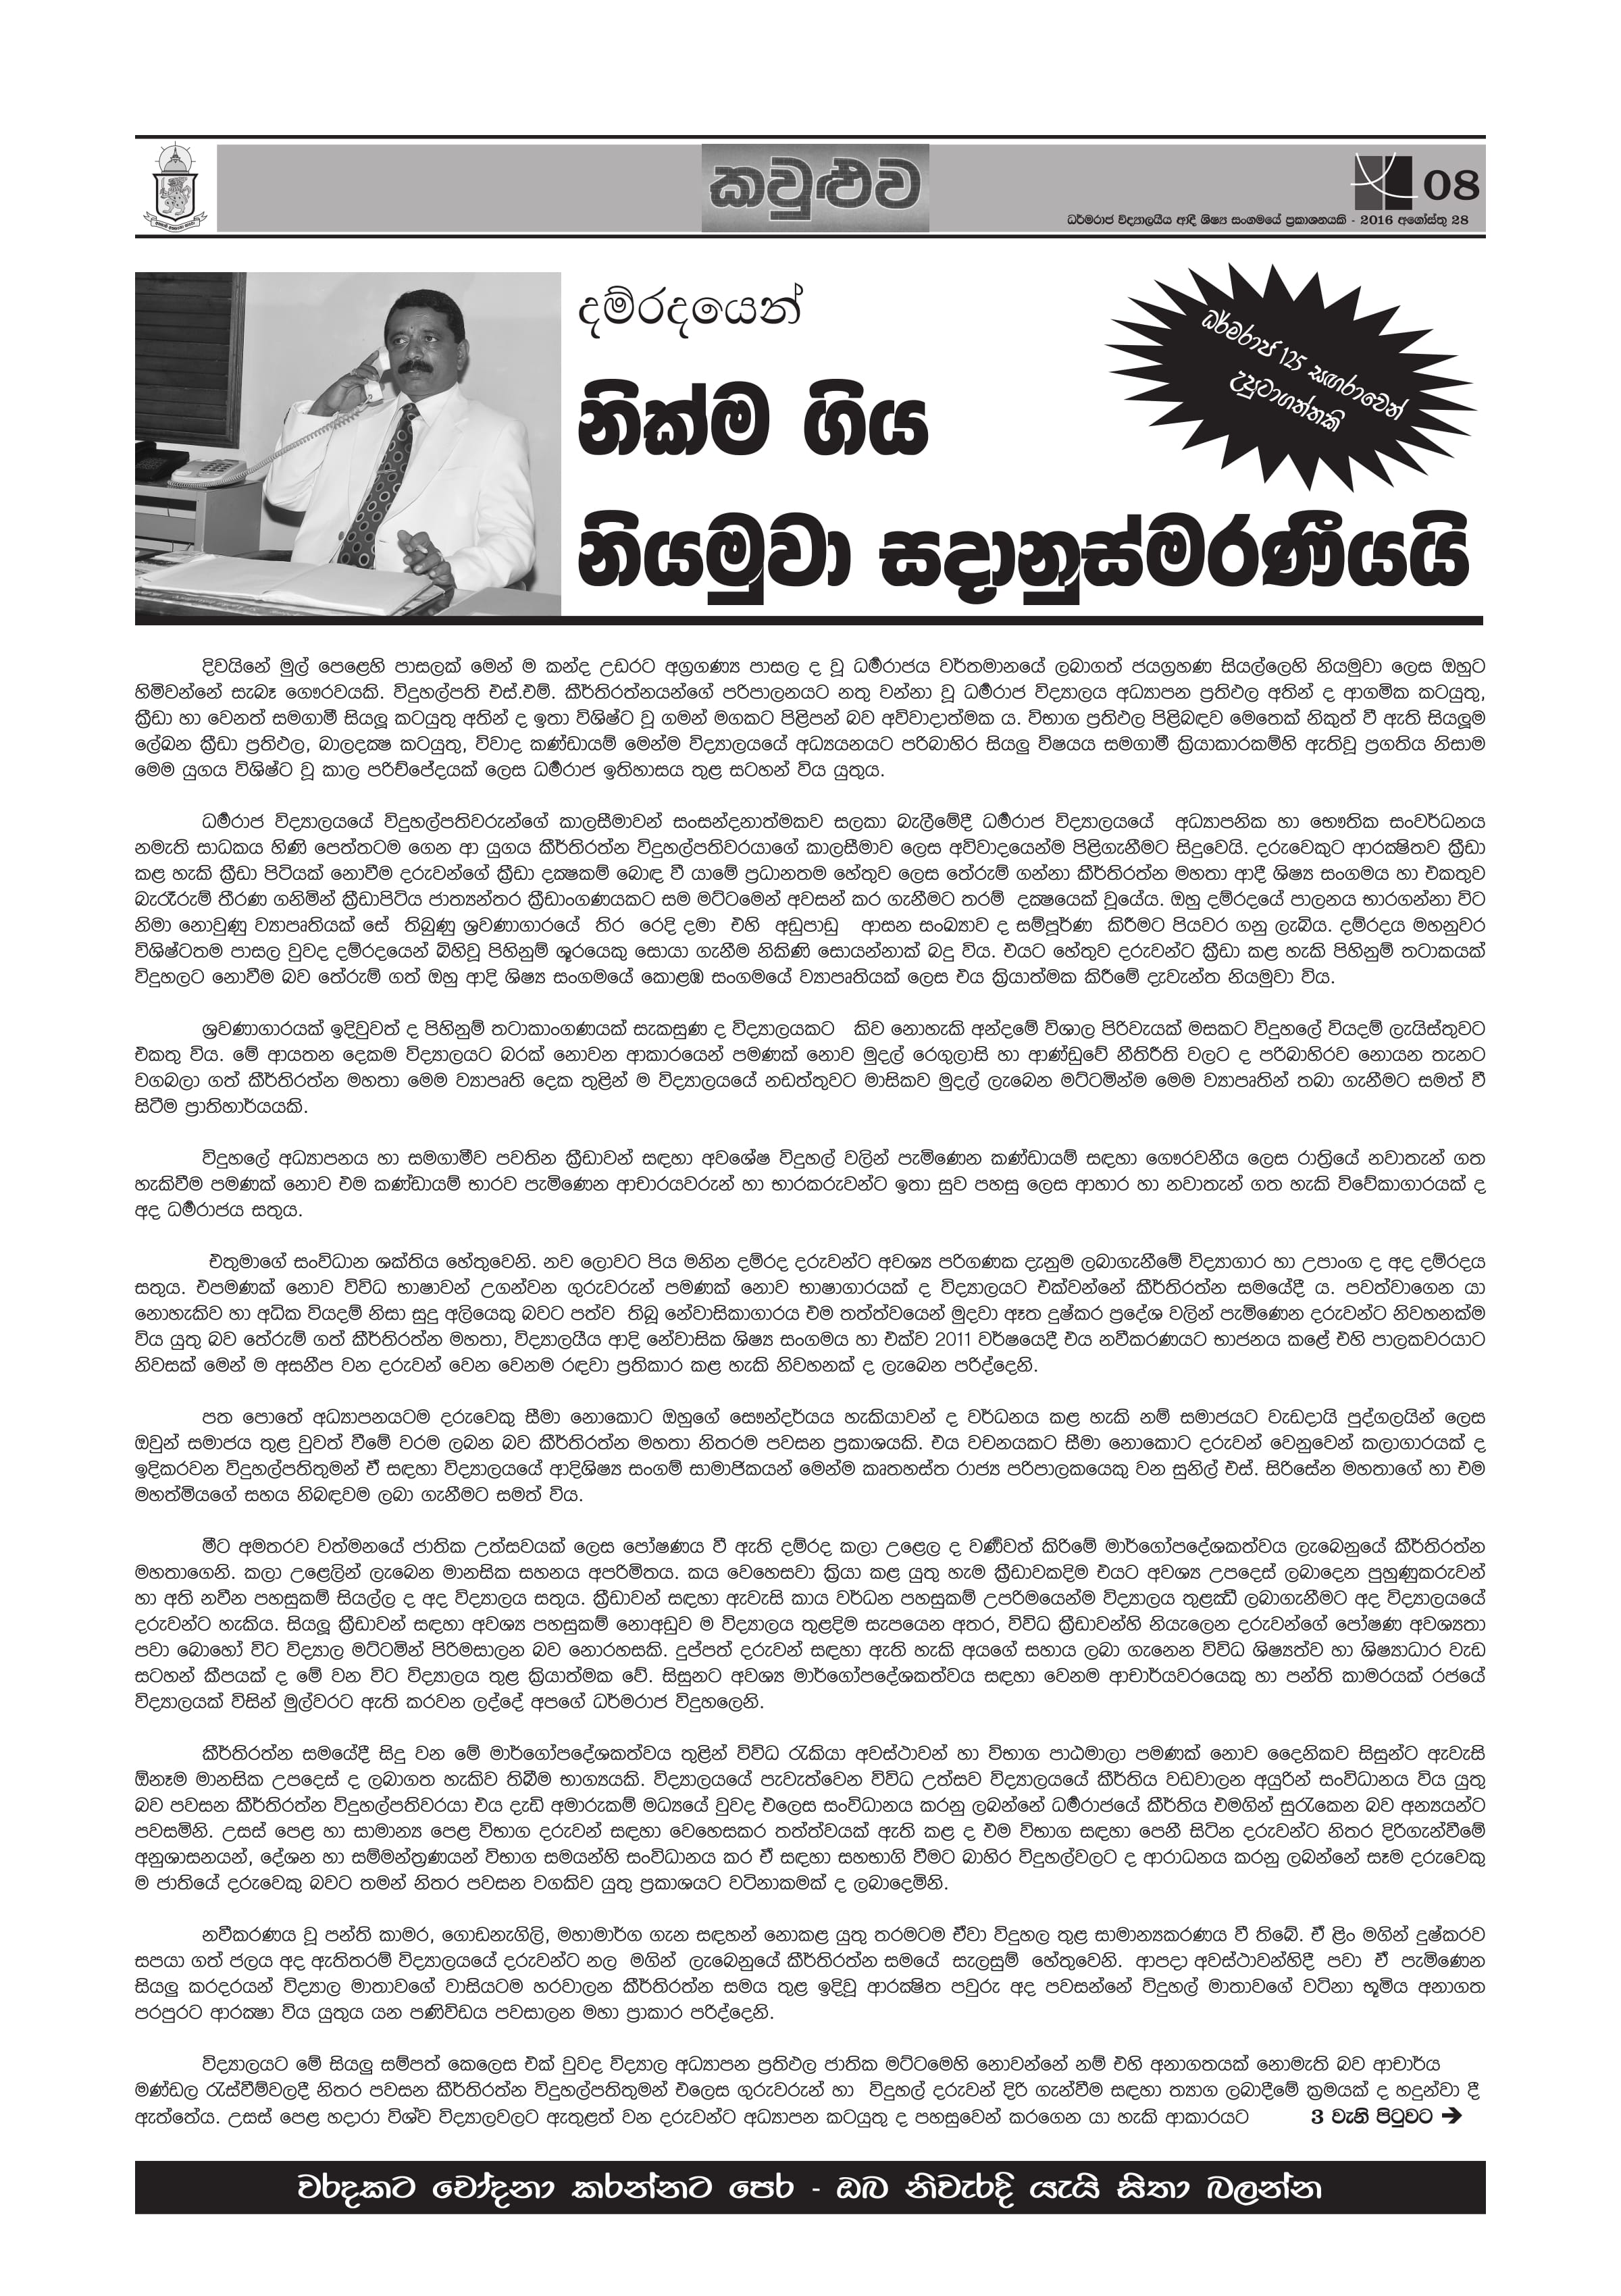 කවුළුව
08
ධර්මරාජ විද්‍යාලයීය ආදී ශිෂ්‍ය සංගමයේ ප්‍රකාශනයකි - 2016 අගෝස්තු 28
දම්රදයෙන්
නික්ම ගිය
නියමුවා සදානුස්මරණීයයි
ධර්මරාජ 125 සඟරාවෙන්
උපුටාගත්තකි
දිවයිනේ මුල් පෙළෙහි පාසලක් මෙන් ම කන්ද උඩරට අග්‍රගණ්‍ය පාසල ද වූ ධර්‍මරාජය වර්තමානයේ ලබාගත් ජයග්‍රහණ සියල්ලෙහි නියමුවා ලෙස ඔහුට
හිමිවන්නේ සැබෑ ගෞරවයකි. විදුහල්පති එස්.එම්. කීර්තිරත්නයන්ගේ පරිපාලනයට නතු වන්නා වූ ධර්‍මරාජ විද්‍යාලය අධ්‍යාපන ප්‍රතිඵල අතින් ද ආගමික කටයුතු,
ක්‍රීඩා හා වෙනත් සමගාමී සියලු කටයුතු අතින් ද ඉතා විශිෂ්ට වූ ගමන් මගකට පිළිපන් බව අවිවාදාත්මක ය. විභාග ප්‍රතිඵල පිළිබඳව මෙතෙක් නිකුත් වී ඇති සියලුම
ලේඛන ක්‍රීඩා ප්‍රතිඵල, බාලදක්‍ෂ කටයුතු, විවාද කණ්ඩායම් මෙන්ම විද්‍යාලයයේ අධ්‍යයනයට පරිබාහිර සියලු විෂයය සමගාමී ක්‍රියාකාරකම්හි ඇතිවූ ප්‍රගතිය නිසාම
මෙම යුගය විශිෂ්ට වූ කාල පරිච්ඡේදයක් ලෙස ධර්‍මරාජ ඉතිහාසය තුළ සටහන් විය යුතුය.
ධර්‍මරාජ විද්‍යාලයයේ විදුහල්පතිවරුන්ගේ කාලසීමාවන් සංසන්දනාත්මකව සලකා බැලීමේදී ධර්‍මරාජ විද්‍යාලයයේ අධ්‍යාපනික හා භෞතික සංවර්ධනය
නමැති සාධකය හිණි පෙත්තටම ගෙන ආ යුගය කීර්තිරත්න විදුහල්පතිවරයාගේ කාලසීමාව ලෙස අවිවාදයෙන්ම පිළිගැනීමට සිදුවෙයි. දරුවෙකුට ආරක්‍ෂිතව ක්‍රීඩා
කළ හැකි ක්‍රීඩා පිටියක් නොවීම දරුවන්ගේ ක්‍රීඩා දක්‍ෂකම් බොඳ වී යාමේ ප්‍රධානතම හේතුව ලෙස තේරුම් ගන්නා කීර්තිරත්න මහතා ආදී ශිෂ්‍ය සංගමය හා එකතුව
බැරෑරුම් තීරණ ගනිමින් ක්‍රීඩාපිටිය ජාත්‍යන්තර ක්‍රීඩාංගණයකට සම මට්ටමෙන් අවසන් කර ගැනීමට තරම් දක්‍ෂයෙක් වූයේය. ඔහු දම්රදයේ පාලනය භාරගන්නා විට
නිමා නොවුණු ව්‍යාපෘතියක් සේ තිබුණු ශ්‍රවණාගාරයේ තිර රෙදි දමා එහි අඩුපාඩු ආසන සංඛ්‍යාව ද සම්පූර්ණ කිරීමට පියවර ගනු ලැබිය. දම්රදය මහනුවර
විශිෂ්ටතම පාසල වුවද දම්රදයෙන් බිහිවූ පිහිනුම් ශූරයෙකු සොයා ගැනීම නිකිණි සොයන්නාක් බඳු විය. එයට හේතුව දරුවන්ට ක්‍රීඩා කළ හැකි පිහිනුම් තටාකයක්
විදුහලට නොවීම බව තේරුම් ගත් ඔහු ආදි ශිෂ්‍ය සංගමයේ කොළඹ සංගමයේ ව්‍යාපෘතියක් ලෙස එය ක්‍රියාත්මක කිරීමේ දැවැන්ත නියමුවා විය.
ශ්‍රවණාගාරයක් ඉදිවුවත් ද පිහිනුම් තටාකාංගණයක් සැකසුණ ද විද්‍යාලයකට කිව නොහැකි අන්දමේ විශාල පිරිවැයක් මසකට විදුහලේ වියදම් ලැයිස්තුවට
එකතු විය. මේ ආයතන දෙකම විද්‍යාලයට බරක් නොවන ආකාරයෙන් පමණක් නොව මුදල් රෙගුලාසි හා ආණ්ඩුවේ නීතිරීති වලට ද පරිබාහිරව නොයන තැනට
වගබලා ගත් කීර්තිරත්න මහතා මෙම ව්‍යාපෘති දෙක තුළින් ම විද්‍යාලයයේ නඩත්තුවට මාසිකව මුදල් ලැබෙන මට්ටමින්ම මෙම ව්‍යාපෘතින් තබා ගැනීමට සමත් වී
සිටීම ප්‍රාතිහාර්යයකි.
විදුහලේ අධ්‍යාපනය හා සමගාමීව පවතින ක්‍රීඩාවන් සඳහා අවශේෂ විදුහල් වලින් පැමිණෙන කණ්ඩායම් සඳහා ගෞරවනීය ලෙස රාත්‍රියේ නවාතැන් ගත
හැකිවීම පමණක් නොව එම කණ්ඩායම් භාරව පැමිණෙන ආචාරයවරුන් හා භාරකරුවන්ට ඉතා සුව පහසු ලෙස ආහාර හා නවාතැන් ගත හැකි විවේකාගාරයක් ද
අද ධර්‍මරාජය සතුය.
එතුමාගේ සංවිධාන ශක්තිය හේතුවෙනි. නව ලොවට පිය මනින දම්රද දරුවන්ට අවශ්‍ය පරිගණක දැනුම ලබාගැනීමේ විද්‍යාගාර හා උපාංග ද අද දම්රදය
සතුය. එපමණක් නොව විවිධ භාෂාවන් උගන්වන ගුරුවරුන් පමණක් නොව භාෂාගාරයක් ද විද්‍යාලයට එක්වන්නේ කීර්තිරත්න සමයේදී ය. පවත්වාගෙන යා
නොහැකිව හා අධික වියදම් නිසා සුදු අලියෙකු බවට පත්ව තිබූ නේවාසිකාගාරය එම තත්ත්වයෙන් මුදවා ඈත දුෂ්කර ප්‍රදේශ වලින් පැමිණෙන දරුවන්ට නිවහනක්ම
විය යුතු බව තේරුම් ගත් කීර්තිරත්න මහතා, විද්‍යාලයීය ආදි නේවාසික ශිෂ්‍ය සංගමය හා එක්ව 2011 වර්ෂයෙදී එය නවීකරණයට භාජනය කළේ එහි පාලකවරයාට
නිවසක් මෙන් ම අසනීප වන දරුවන් වෙන වෙනම රඳවා ප්‍රතිකාර කළ හැකි නිවහනක් ද ලැබෙන පරිද්දෙනි.
පත පොතේ අධ්‍යාපනයටම දරුවෙකු සීමා නොකොට ඔහුගේ සෞන්දර්යය හැකියාවන් ද වර්ධනය කළ හැකි නම් සමාජයට වැඩදායි පුද්ගලයින් ලෙස
ඔවුන් සමාජය තුළ වුවත් වීමේ වරම ලබන බව කීර්තිරත්න මහතා නිතරම පවසන ප්‍රකාශයකි. එය වචනයකට සීමා නොකොට දරුවන් වෙනුවෙන් කලාගාරයක් ද
ඉදිකරවන විදුහල්පතිතුමන් ඒ සඳහා විද්‍යාලයයේ ආදිශිෂ්‍ය සංගම් සාමාජිකයන් මෙන්ම කෘතහස්ත රාජ්‍ය පරිපාලකයෙකු වන සුනිල් එස්. සිරිසේන මහතාගේ හා එම
මහත්මියගේ සහය නිබඳවම ලබා ගැනීමට සමත් විය.
මීට අමතරව වත්මනයේ ජාතික උත්සවයක් ලෙස පෝෂණය වී ඇති දම්රද කලා උළෙල ද වර්‍ණවත් කිරිමේ මාර්ගෝපදේශකත්වය ලැබෙනුයේ කීර්තිරත්න
මහතාගෙනි. කලා උළෙලින් ලැබෙන මානසික සහනය අපරිමිතය. කය වෙහෙසවා ක්‍රියා කළ යුතු හැම ක්‍රීඩාවකදිම එයට අවශ්‍ය උපදෙස් ලබාදෙන පුහුණුකරුවන්
හා අති නවීන පහසුකම් සියල්ල ද අද විද්‍යාලය සතුය. ක්‍රීඩාවන් සඳහා ඇවැසි කාය වර්ධන පහසුකම් උපරිමයෙන්ම විද්‍යාලය තුළඣී ලබාගැනීමට අද විද්‍යාලයයේ
දරුවන්ට හැකිය. සියලු ක්‍රීඩාවන් සඳහා අවශ්‍ය පහසුකම් නොඅඩුව ම විද්‍යාලය තුළදිම සැපයෙන අතර, විවිධ ක්‍රීඩාවන්හි නියැලෙන දරුවන්ගේ පෝෂණ අවශ්‍යතා
පවා බොහෝ විට විද්‍යාල මට්ටමින් පිරිමසාලන බව නොරහසකි. දුප්පත් දරුවන් සඳහා ඇති හැකි අයගේ සහාය ලබා ගැනෙන විවිධ ශිෂ්‍යත්ව හා ශිෂ්‍යාධාර වැඩ
සටහන් කීපයක් ද මේ වන විට විද්‍යාලය තුළ ක්‍රියාත්මක වේ. සිසුනට අවශ්‍ය මාර්ගෝපදේශකත්වය සඳහා වෙනම ආචාර්යවරයෙකු හා පන්ති කාමරයක් රජයේ
විද්‍යාලයක් විසින් මුල්වරට ඇති කරවන ලද්දේ අපගේ ධර්මරාජ විදුහලෙනි.
කීර්තිරත්න සමයේදී සිදු වන මේ මාර්ගෝපදේශකත්වය තුළින් විවිධ රැකියා අවස්ථාවන් හා විභාග පාඨමාලා පමණක් නොව දෛනිකව සිසුන්ට ඇවැසි
ඕනෑම මානසික උපදෙස් ද ලබාගත හැකිව තිබීම භාග්‍යයකි. විද්‍යාලයයේ පැවැත්වෙන විවිධ උත්සව විද්‍යාලයයේ කීර්තිය වඩවාලන අයුරින් සංවිධානය විය යුතු
බව පවසන කීර්තිරත්න විදුහල්පතිවරයා එය දැඩි අමාරුකම් මධ්‍යයේ වුවද එලෙස සංවිධානය කරනු ලබන්නේ ධර්‍මරාජයේ කීර්තිය එමගින් සුරැකෙන බව අන්‍යයන්ට
පවසමිනි. උසස් පෙළ හා සාමාන්‍ය පෙළ විභාග දරුවන් සඳහා වෙහෙසකර තත්ත්වයක් ඇති කළ ද එම විභාග සඳහා පෙනී සිටින දරුවන්ට නිතර දිරිගැන්වීමේ
අනුශාසනයන්, දේශන හා සම්මන්ත්‍රණයන් විභාග සමයන්හි සංවිධානය කර ඒ සඳහා සහභාගි වීමට බාහිර විදුහල්වලට ද ආරාධනය කරනු ලබන්නේ සෑම දරුවෙකු
ම ජාතියේ දරුවෙකු බවට තමන් නිතර පවසන වගකිව යුතු ප්‍රකාශයට වටිනාකමක් ද ලබාදෙමිනි.
නවීකරණය වූ පන්ති කාමර, ගොඩනැගිලි, මහාමාර්ග ගැන සඳහන් නොකළ යුතු තරමටම ඒවා විදුහල තුළ සාමාන්‍යකරණය වී තිබේ. ඒ ළිං මගින් දුෂ්කරව
සපයා ගත් ජලය අද ඇතිතරම් විද්‍යාලයයේ දරුවන්ට නල මගින් ලැබෙනුයේ කීර්තිරත්න සමයේ සැලසුම් හේතුවෙනි. ආපදා අවස්ථාවන්හිදී පවා ඒ පැමිණෙන
සියලු කරදරයන් විද්‍යාල මාතාවගේ වාසියටම හරවාලන කීර්තිරත්න සමය තුළ ඉදිවූ ආරක්‍ෂිත පවුරු අද පවසන්නේ විදුහල් මාතාවගේ වටිනා භූමිය අනාගත
පරපුරට ආරක්‍ෂා විය යුතුය යන පණිවිඩය පවසාලන මහා ප්‍රාකාර පරිද්දෙනි.
විද්‍යාලයට මේ සියලු සම්පත් කෙලෙස එක් වුවද විද්‍යාල අධ්‍යාපන ප්‍රතිඵල ජාතික මට්ටමෙහි නොවන්නේ නම් එහි අනාගතයක් නොමැති බව ආචාර්ය
මණ්ඩල රැස්වීම්වලදී නිතර පවසන කීර්තිරත්න විදුහල්පතිතුමන් එලෙස ගුරුවරුන් හා විදුහල් දරුවන් දිරි ගැන්වීම සඳහා ත්‍යාග ලබාදීමේ ක්‍රමයක් ද හඳුන්වා දී
ඇත්තේය. උසස් පෙළ හදාරා විශ්ව විද්‍යාලවලට ඇතුළත් වන දරුවන්ට අධ්‍යාපන කටයුතු ද පහසුවෙන් කරගෙන යා හැකි ආකාරයට 3 වැනි පිටුවට ➔
වරදකට චෝදනා කරන්නට පෙර - ඔබ නිවැරදි යැයි සිතා බලන්න